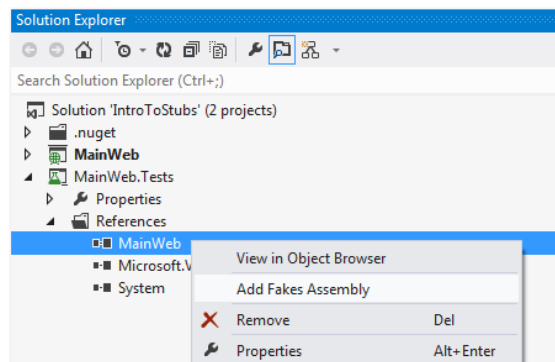 Solution Explorer
Search Solution Explorer (Ctrl+;)
Solution 'IntroToStubs' (2 projects)
.nuget
MainWeb
MainWeb.Tests
Properties
References
MainWeb
View in Object Browser
Microsoft.V
System
Add Fakes Assembly
Remove Del
Properties Alt+Enter